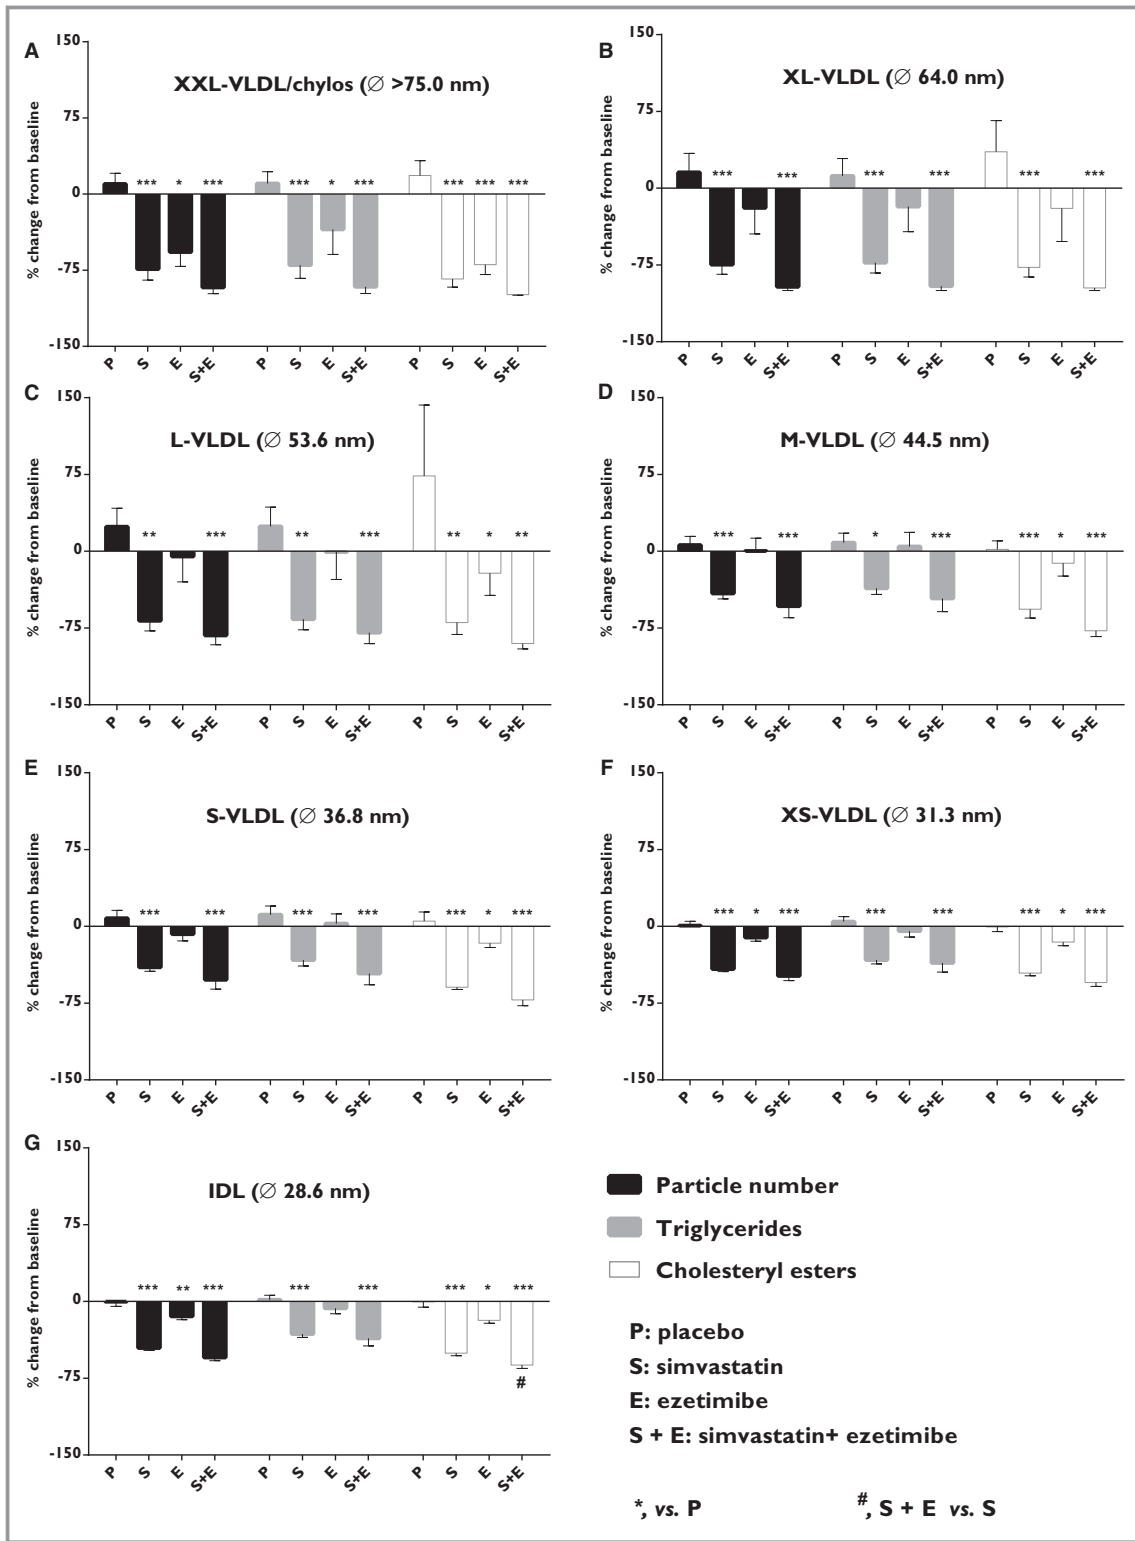 A
150
75
0
-75
-150
% change from baseline
XXL-VLDL/chylos (∅ >75.0 nm)
*** * *** *** * *** *** *** ***
P S E S+E P S E S+E P S E S+E
B
150
75
0
-75
-150
% change from baseline
XL-VLDL (∅ 64.0 nm)
*** *** *** *** *** ***
P S E S+E P S E S+E P S E S+E
C
150
75
0
-75
-150
% change from baseline
L-VLDL (∅ 53.6 nm)
** *** ** *** ** * **
P S E S+E P S E S+E P S E S+E
D
150
75
0
-75
-150
% change from baseline
M-VLDL (∅ 44.5 nm)
*** *** * *** *** * ***
P S E S+E P S E S+E P S E S+E
E
150
75
0
-75
-150
% change from baseline
S-VLDL (∅ 36.8 nm)
*** *** *** *** *** * ***
P S E S+E P S E S+E P S E S+E
F
150
75
0
-75
-150
% change from baseline
XS-VLDL (∅ 31.3 nm)
*** * *** *** *** *** * ***
P S E S+E P S E S+E P S E S+E
G
150
75
0
-75
-150
% change from baseline
IDL (∅ 28.6 nm)
*** ** *** *** *** *** * ***
#
P S E S+E P S E S+E P S E S+E
Particle number
Triglycerides
Cholesteryl esters
P: placebo
S: simvastatin
E: ezetimibe
S + E: simvastatin+ ezetimibe
*, vs. P
#, S + E vs. S